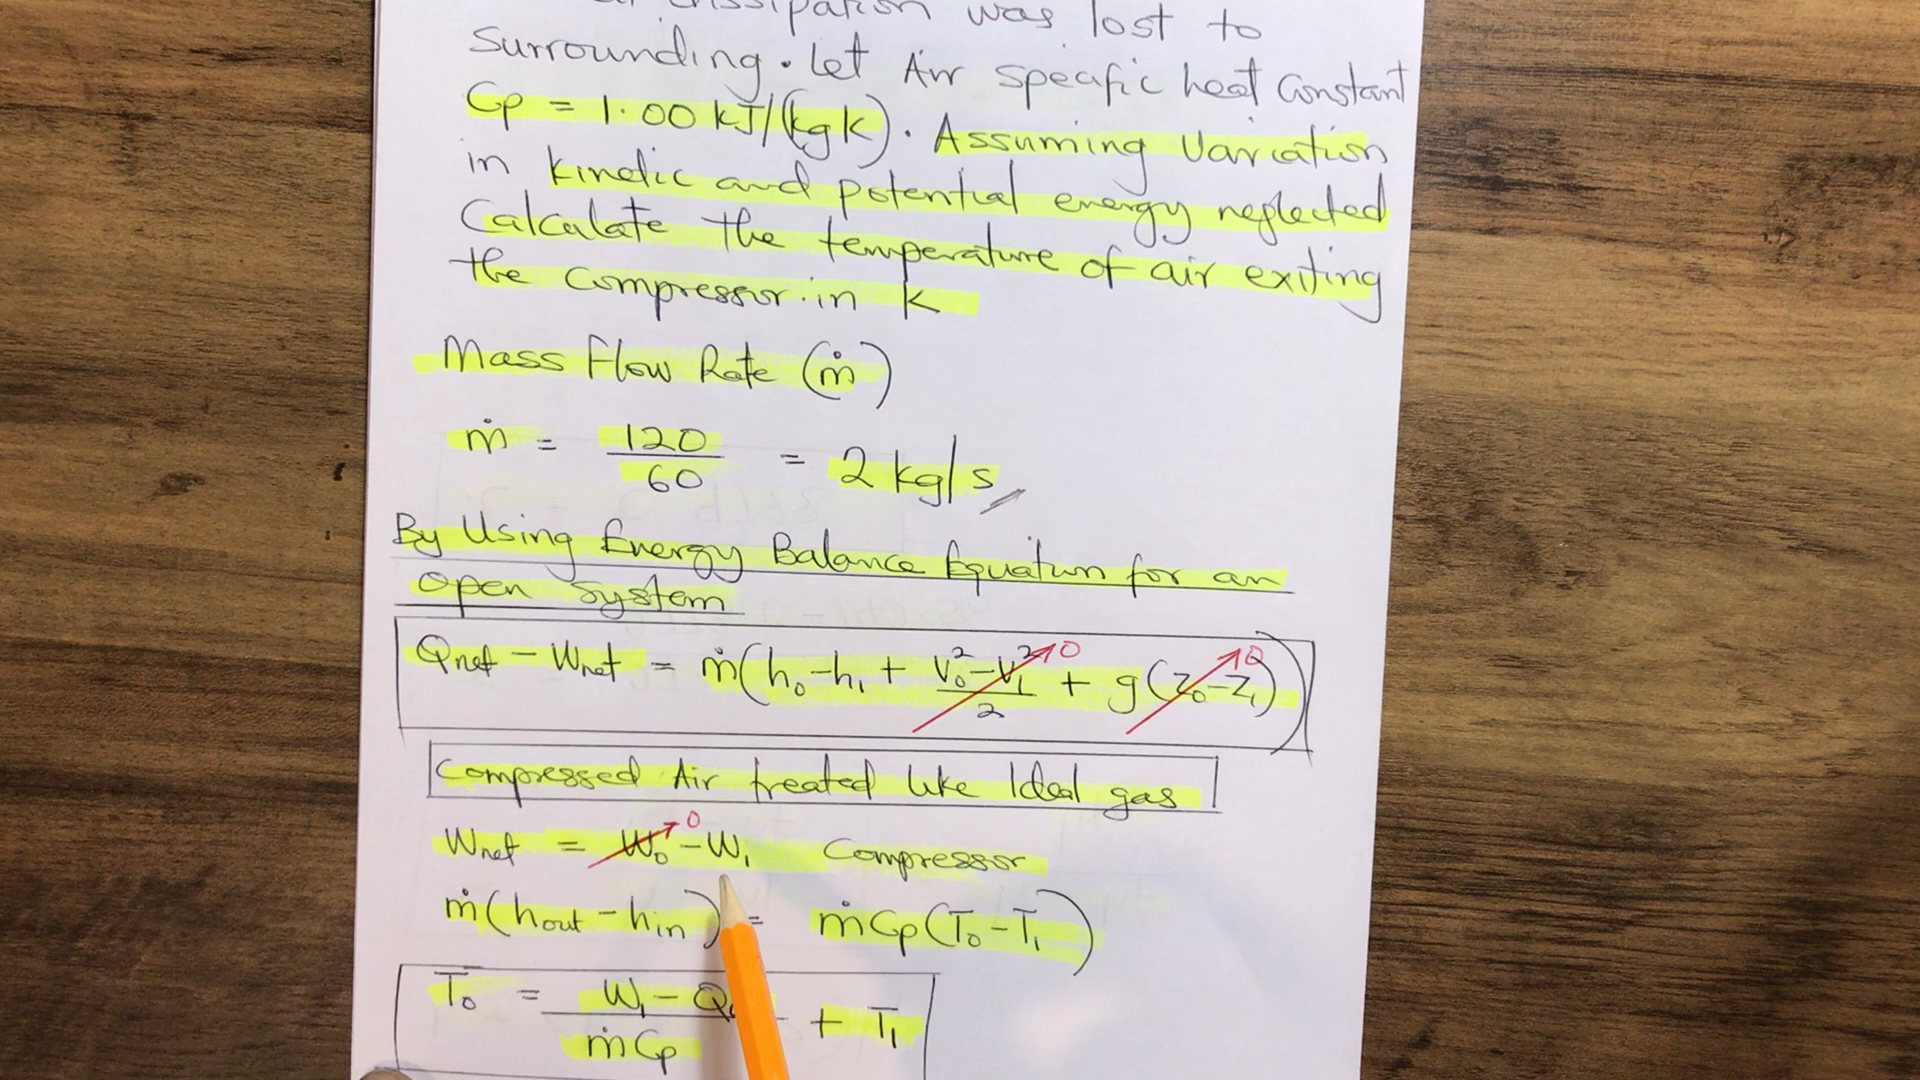 dissipation was lost to
Surrounding. Let Air specific heat Constant
Cp = 1.00 kJ/(kgK). Assuming Variation
in kinetic and potential energy neglected
Calculate the temperature of air exiting
the compressor in K
Mass Flow Rate (ṁ)
ṁ = 120/60 = 2 kg/s
By Using Energy Balance Equation for an
open system
Qnet - Wnet = ṁ(h₀-h₁ + (V₀²-V₁²)/2 → 0 + g(Z₀-Z₁) → 0)
Compressed Air treated like Ideal gas
Wnet = W₀ → 0 - W₁ Compressor
ṁ(hout - hin) = ṁCp(T₀-T₁)
T₀ = (W₁ - Q)/(ṁCp) + T₁